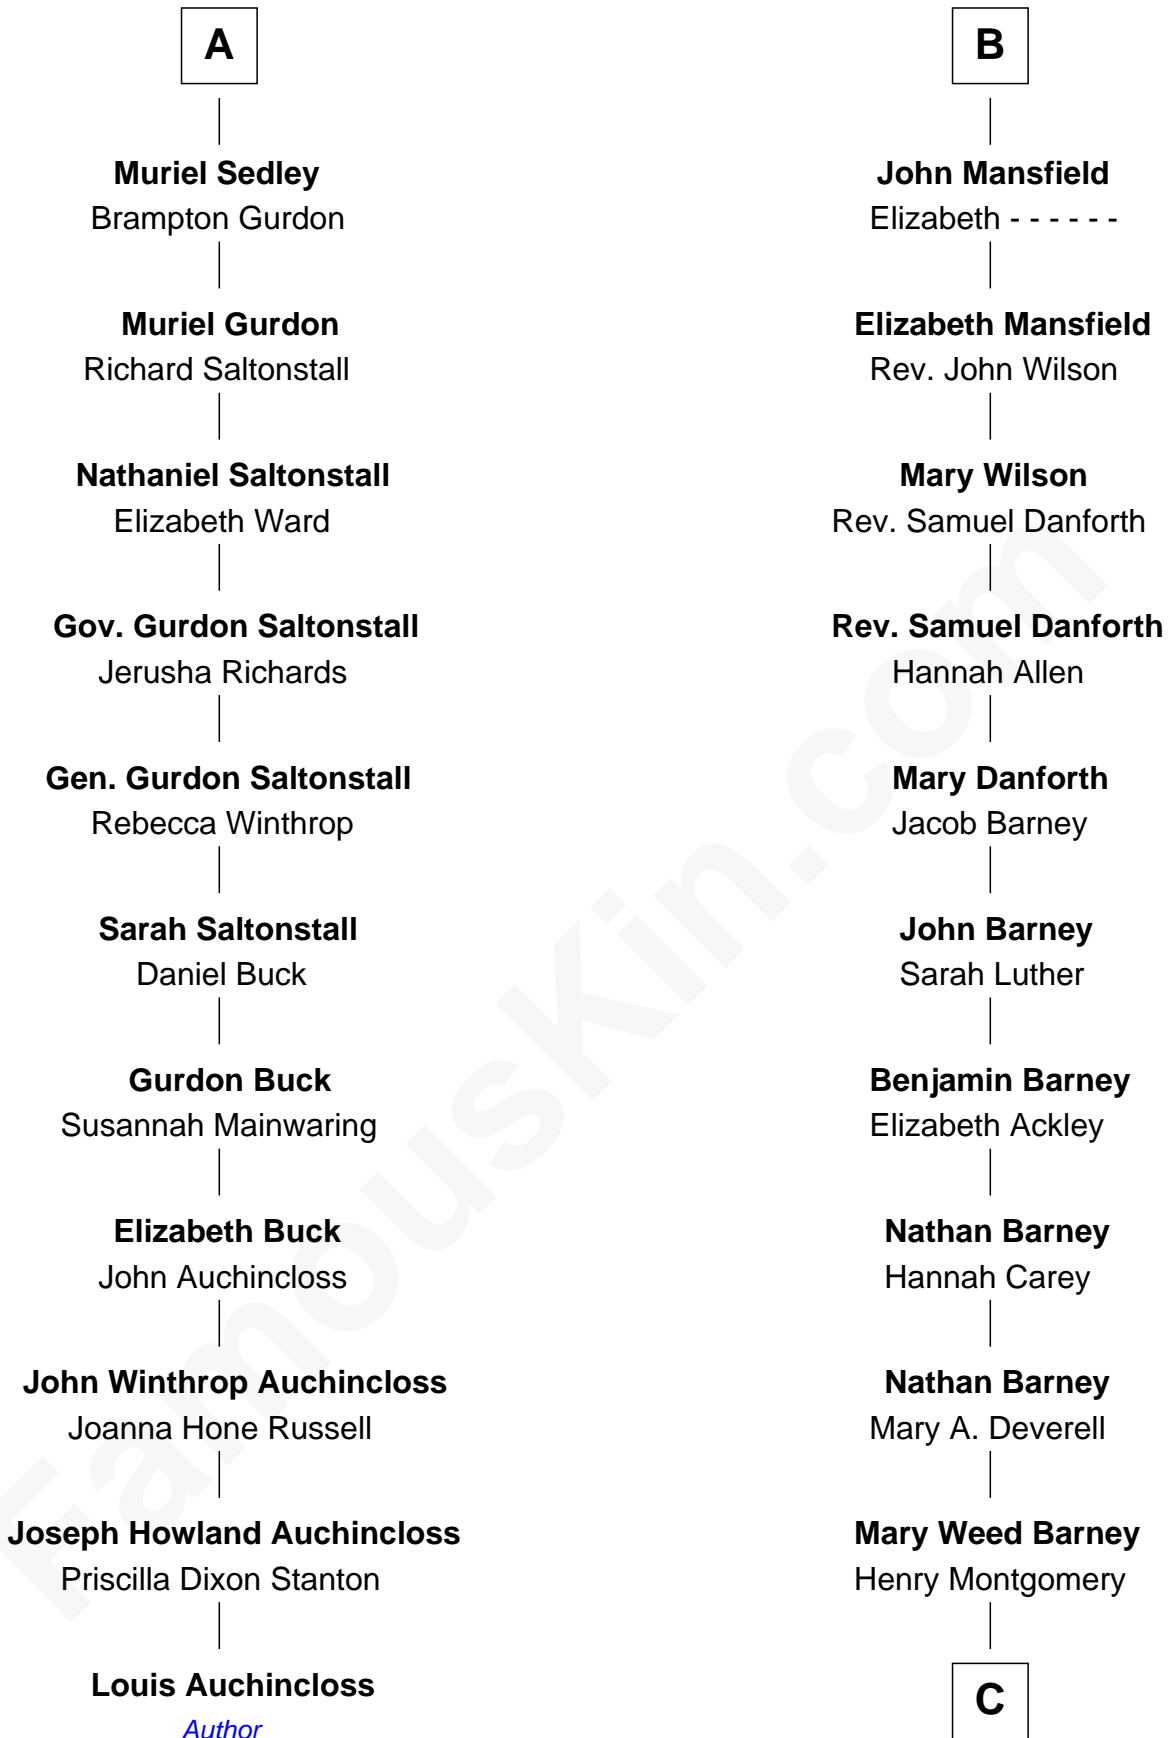 A
Muriel Sedley
Brampton Gurdon
Muriel Gurdon
Richard Saltonstall
Nathaniel Saltonstall
Elizabeth Ward
Gov. Gurdon Saltonstall
Jerusha Richards
Gen. Gurdon Saltonstall
Rebecca Winthrop
Sarah Saltonstall
Daniel Buck
Gurdon Buck
Susannah Mainwaring
Elizabeth Buck
John Auchincloss
John Winthrop Auchincloss
Joanna Hone Russell
Joseph Howland Auchincloss
Priscilla Dixon Stanton
Louis Auchincloss
Author
B
John Mansfield
Elizabeth - - - - - -
Elizabeth Mansfield
Rev. John Wilson
Mary Wilson
Rev. Samuel Danforth
Rev. Samuel Danforth
Hannah Allen
Mary Danforth
Jacob Barney
John Barney
Sarah Luther
Benjamin Barney
Elizabeth Ackley
Nathan Barney
Hannah Carey
Nathan Barney
Mary A. Deverell
Mary Weed Barney
Henry Montgomery
C
FamousKin.com